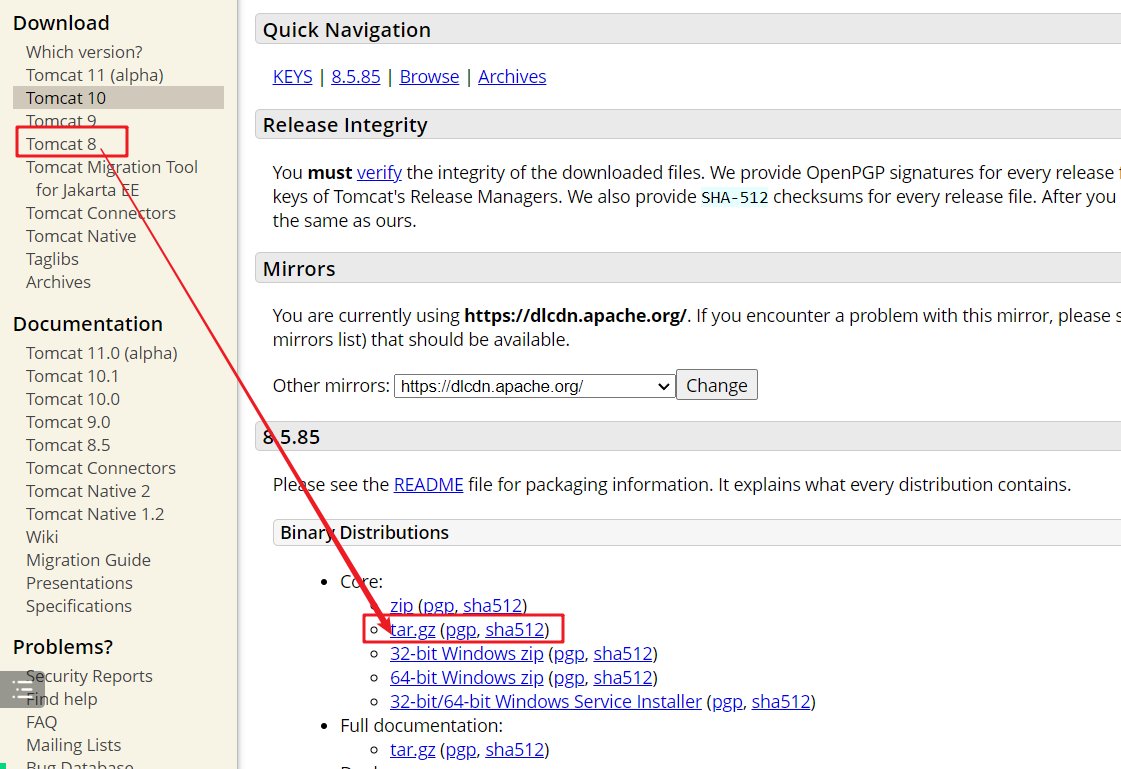 Download
Which version?
Tomcat 11 (alpha)
Tomcat 10
Tomcat 9
Tomcat 8
Tomcat Migration Tool
for Jakarta EE
Tomcat Connectors
Tomcat Native
Taglibs
Archives
Documentation
Tomcat 11.0 (alpha)
Tomcat 10.1
Tomcat 10.0
Tomcat 9.0
Tomcat 8.5
Tomcat Connectors
Tomcat Native 2
Tomcat Native 1.2
Wiki
Migration Guide
Presentations
Specifications
Problems?
Security Reports
Find help
FAQ
Mailing Lists
Bug Database
Quick Navigation
KEYS | 8.5.85 | Browse | Archives
Release Integrity
You must verify the integrity of the downloaded files. We provide OpenPGP signatures for every release
keys of Tomcat's Release Managers. We also provide SHA-512 checksums for every release file. After you
the same as ours.
Mirrors
You are currently using https://dlcdn.apache.org/. If you encounter a problem with this mirror, please s
mirrors list) that should be available.
Other mirrors: https://dlcdn.apache.org/ Change
8.5.85
Please see the README file for packaging information. It explains what every distribution contains.
Binary Distributions
Core:
zip (pgp, sha512)
tar.gz (pgp, sha512)
32-bit Windows zip (pgp, sha512)
64-bit Windows zip (pgp, sha512)
32-bit/64-bit Windows Service Installer (pgp, sha512)
Full documentation:
tar.gz (pgp, sha512)